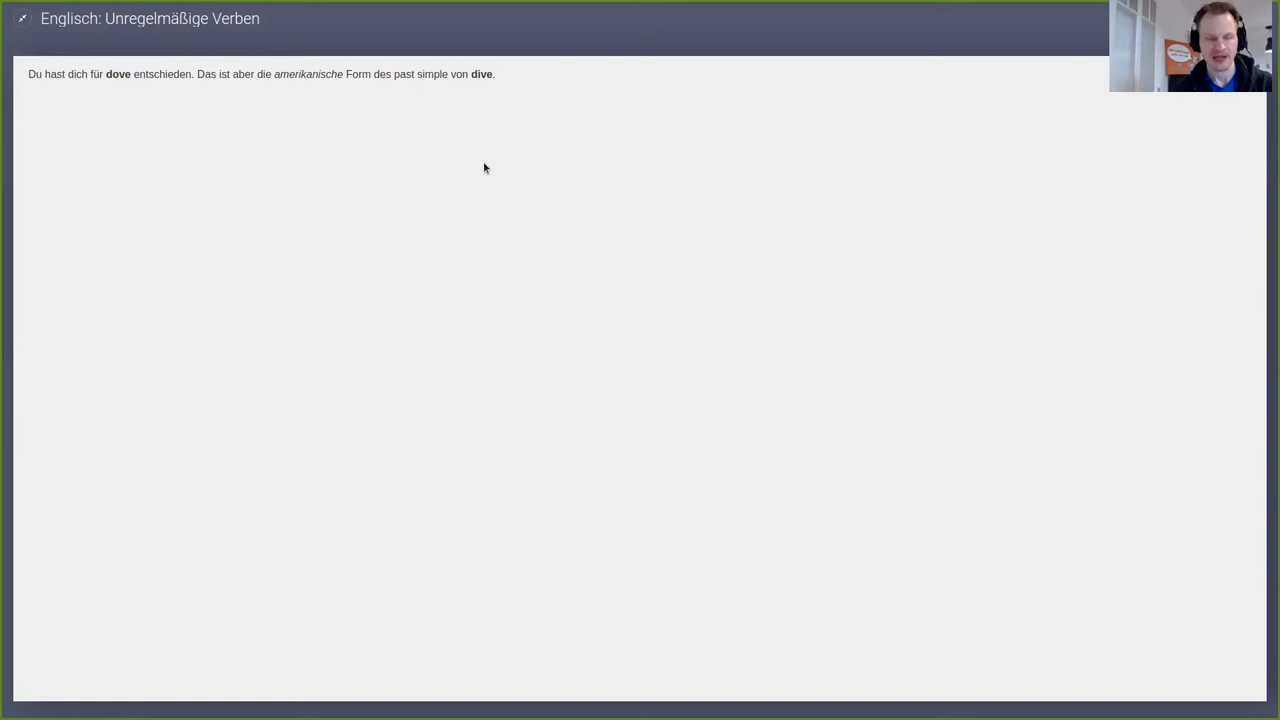 Englisch: Unregelmäßige Verben
Du hast dich für dove entschieden. Das ist aber die amerikanische Form des past simple von dive.